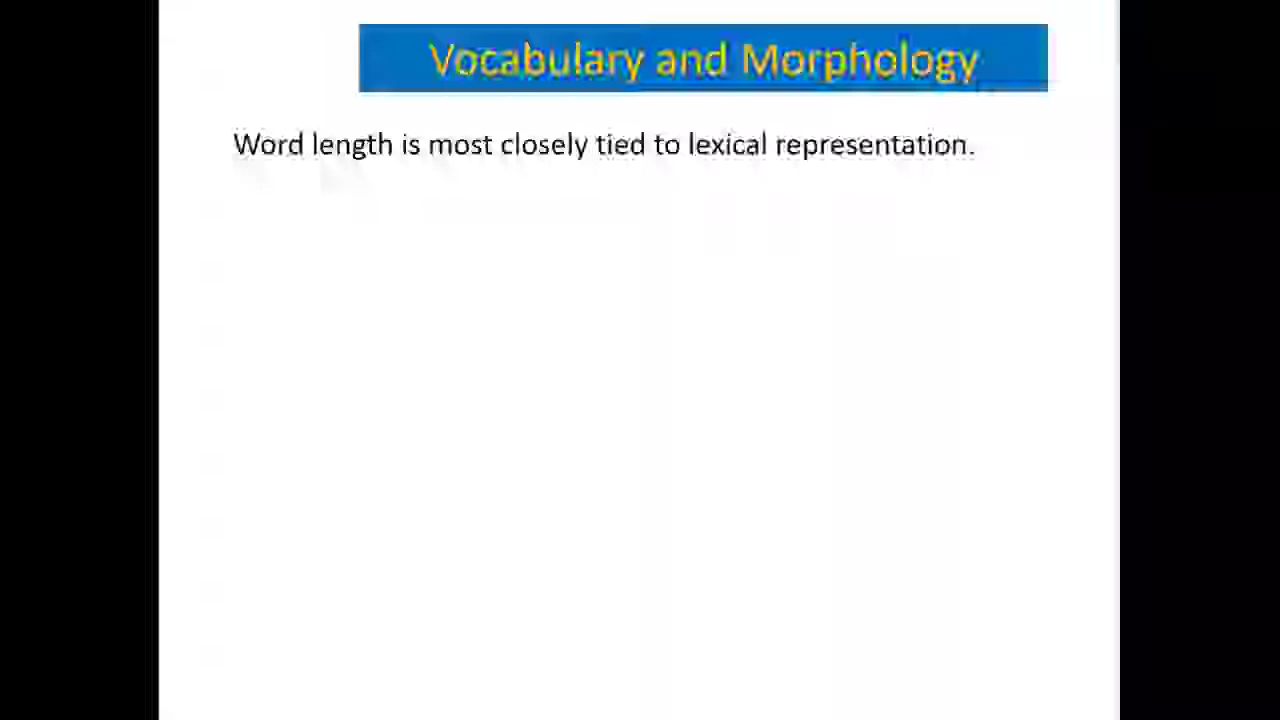 Vocabulary and Morphology
Word length is most closely tied to lexical representation.